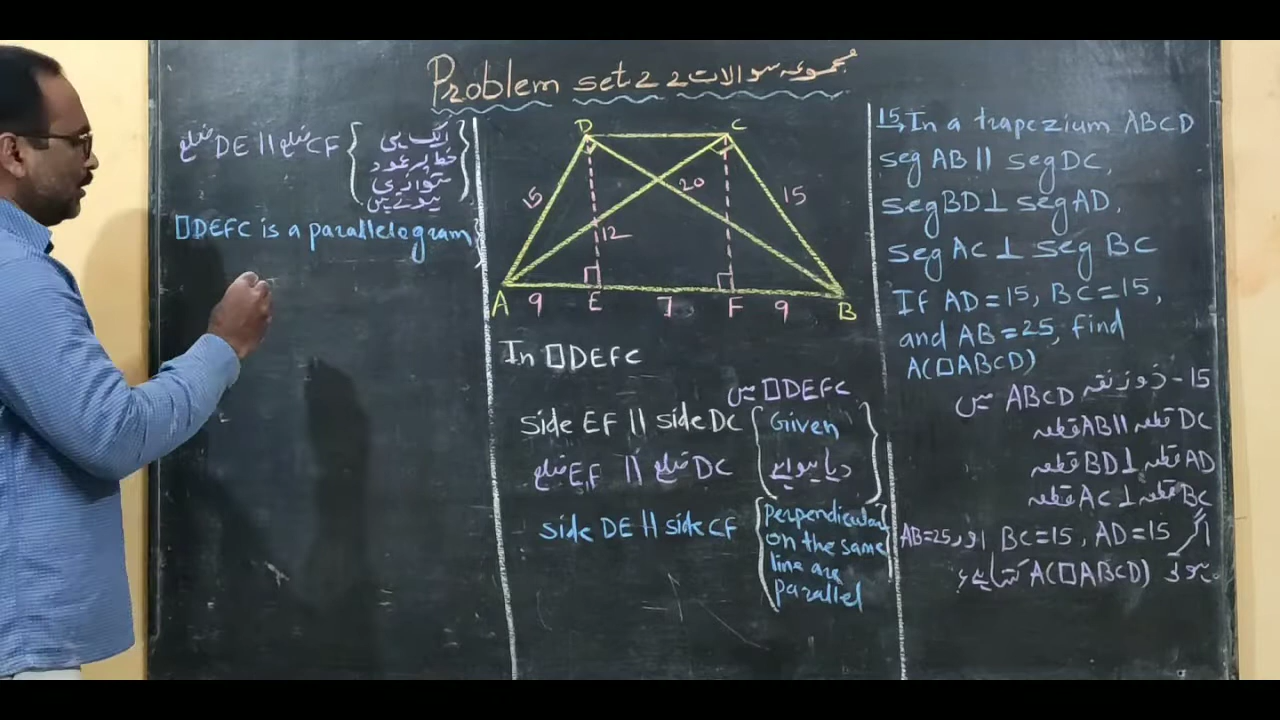 Problem set 2 2 مجموعہ سوالات
ضلع DE || ضلع CF
ایک ہی
خط پر عمود
متوازی
ہوتے ہیں
□DEFC is a parallelogram
D C
15 20 15
12
A 9 E 7 F 9 B
In □DEFC
□DEFC میں
side EF || side DC
Given
ضلع EF || ضلع DC
دیا ہوا ہے
side DE || side CF
Perpendicular
on the same
line are
parallel
15, In a trapezium ABCD
seg AB || seg DC,
seg BD ⊥ seg AD,
seg AC ⊥ seg BC
If AD = 15, BC = 15,
and AB = 25, find
A(□ABCD)
15 - ذوزنقہ ABCD میں
قطعہ AB || قطعہ DC
قطعہ BD ⊥ قطعہ AD
قطعہ AC ⊥ قطعہ BC
اگر AD = 15 , BC = 15 اور AB = 25
ہو تو A(□ABCD)